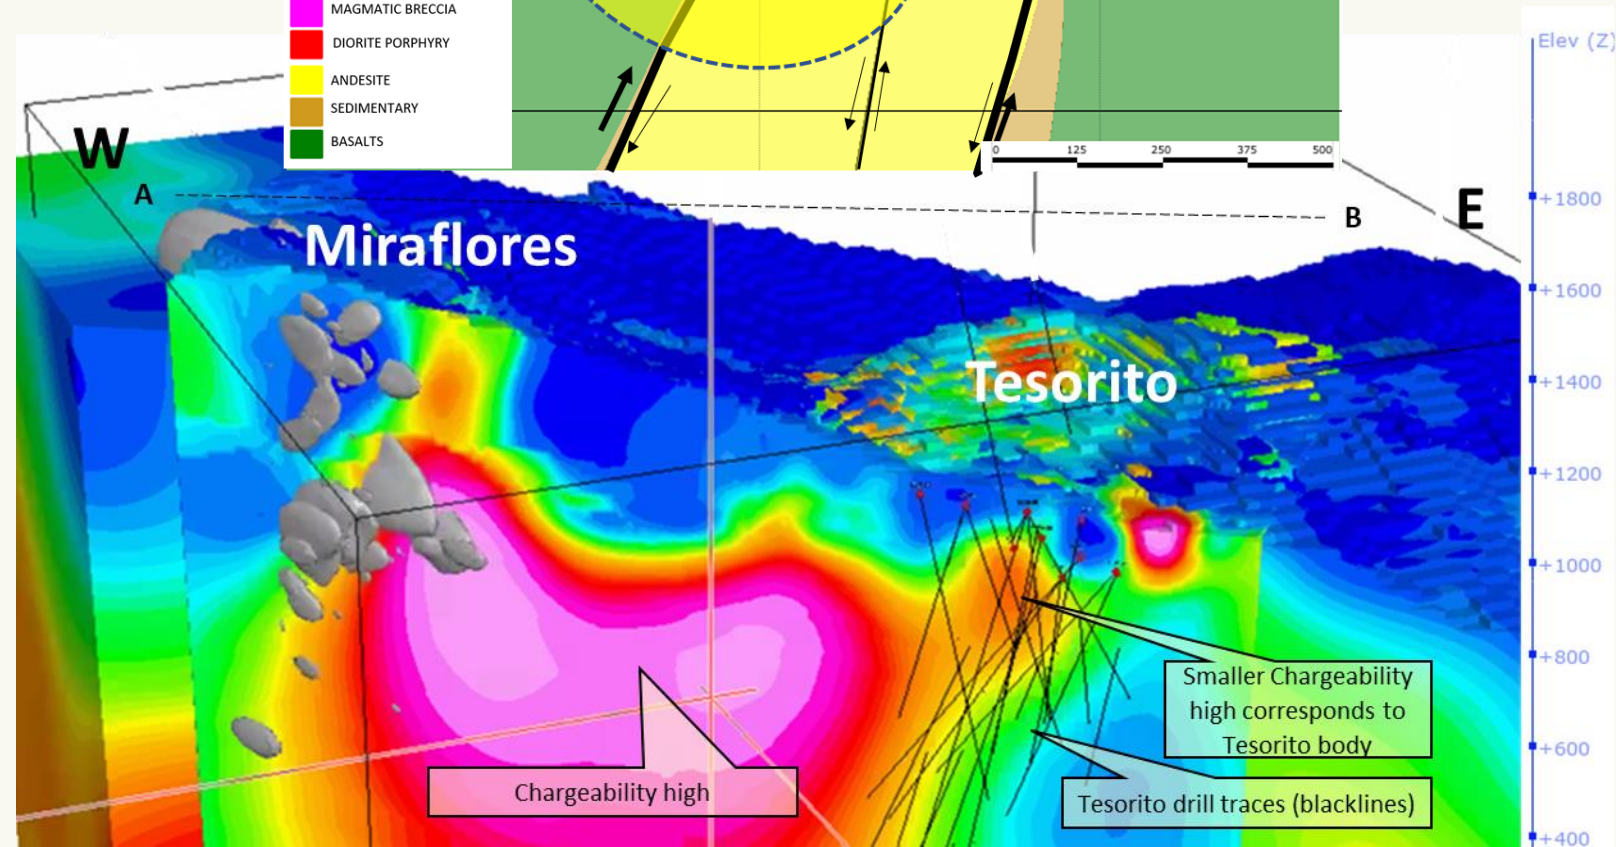 MAGMATIC BRECCIA
DIORITE PORPHYRY
ANDESITE
SEDIMENTARY
BASALTS
0 125 250 375 500
Elev (Z)
W
A
B
E
Miraflores
Tesorito
+1800
+1600
+1400
+1200
+1000
+800
+600
+400
Smaller Chargeability
high corresponds to
Tesorito body
Chargeability high
Tesorito drill traces (blacklines)